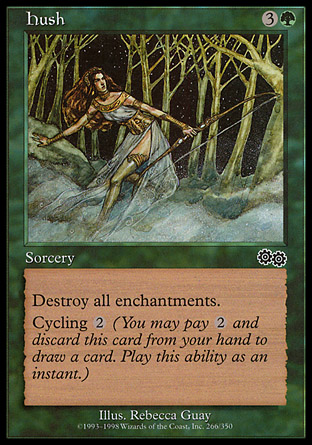 Hush 3
Sorcery
Destroy all enchantments.
Cycling 2 (You may pay 2 and
discard this card from your hand to
draw a card. Play this ability as an
instant.)
Illus. Rebecca Guay
©1993-1998 Wizards of the Coast, Inc. 266/350